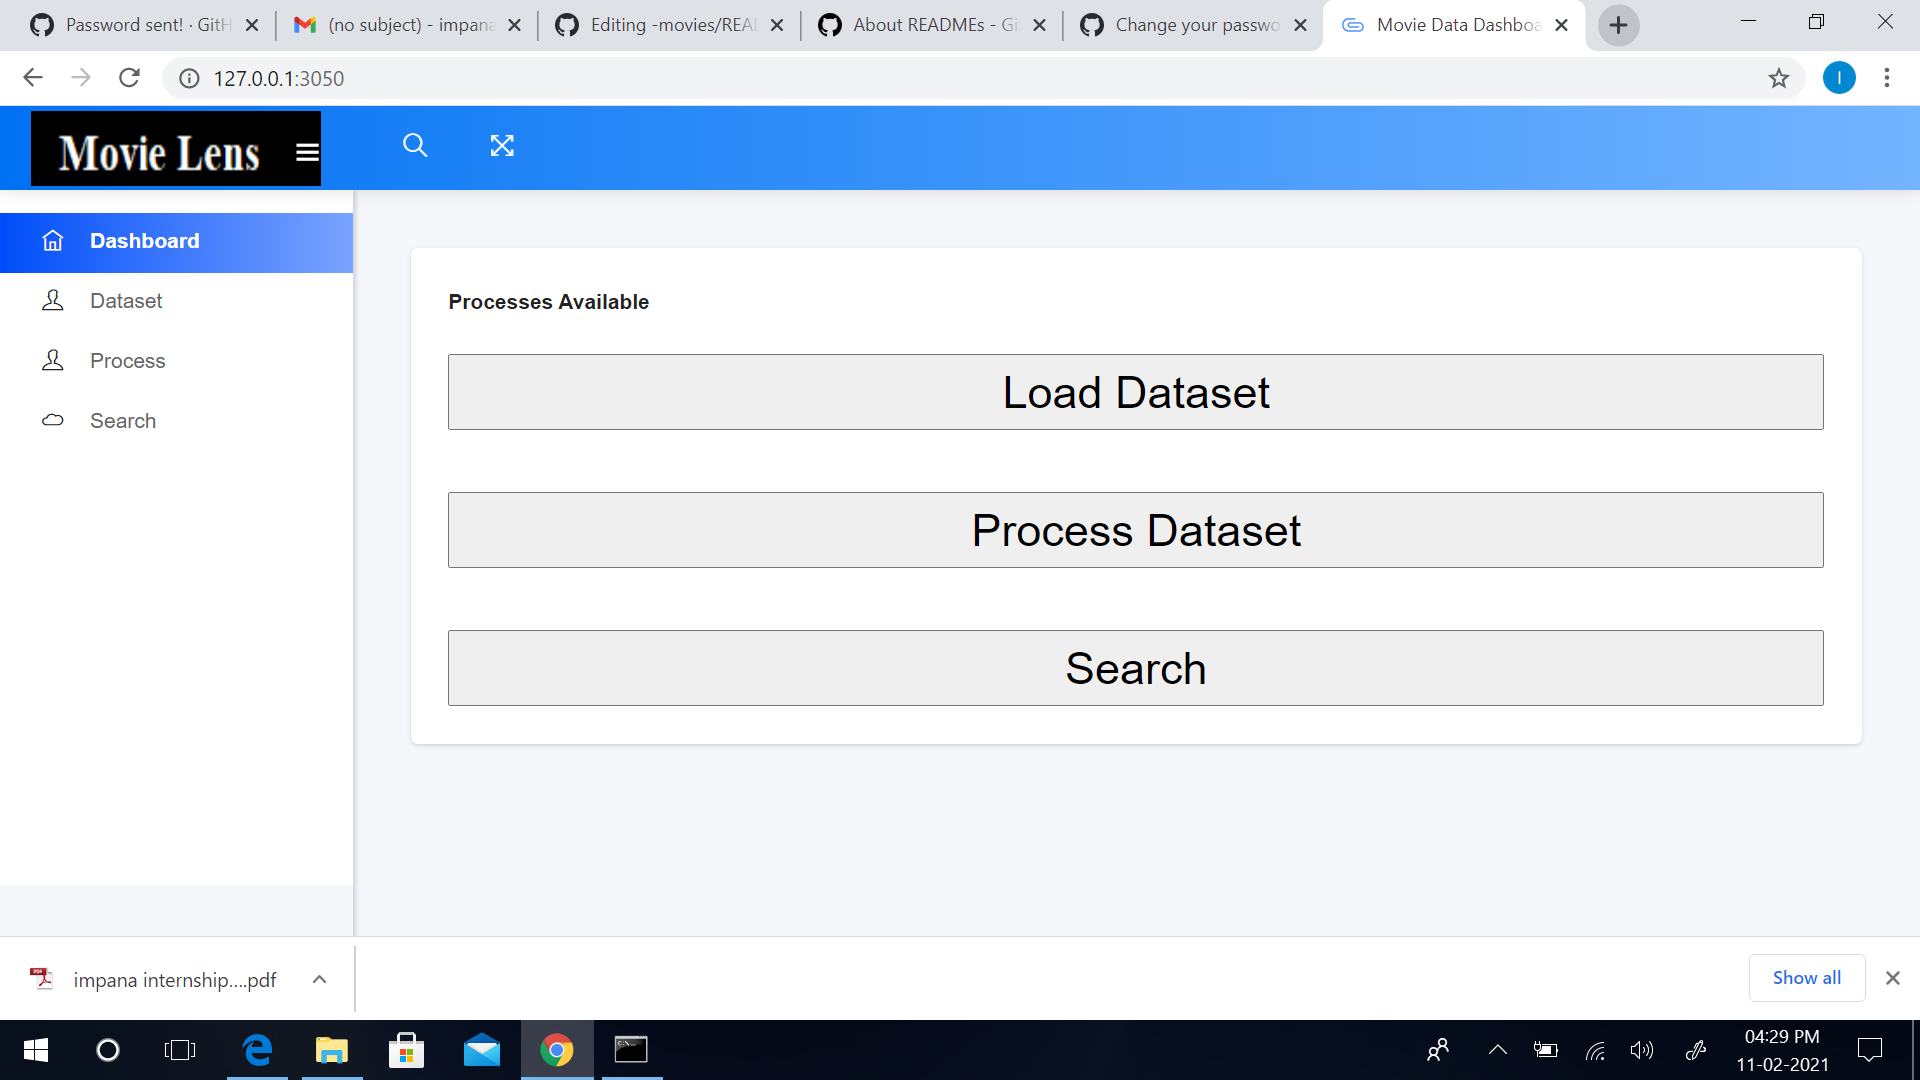 Password sent! · GitH
(no subject) - impana
Editing -movies/REA
About READMEs - Gi
Change your passwo
Movie Data Dashboa
127.0.0.1:3050
I
Movie Lens
Dashboard
Dataset
Process
Search
Processes Available
Load Dataset
Process Dataset
Search
impana internship....pdf
Show all
04:29 PM
11-02-2021